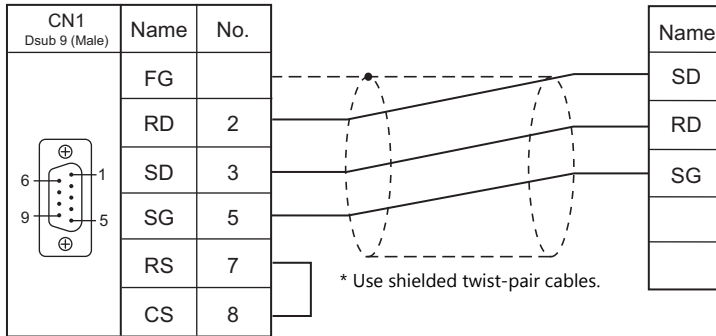 CN1
Dsub 9 (Male)
Name
No.
Name
FG
SD
RD
2
RD
SD
3
SG
SG
5
RS
7
CS
8
6
1
9
5
* Use shielded twist-pair cables.